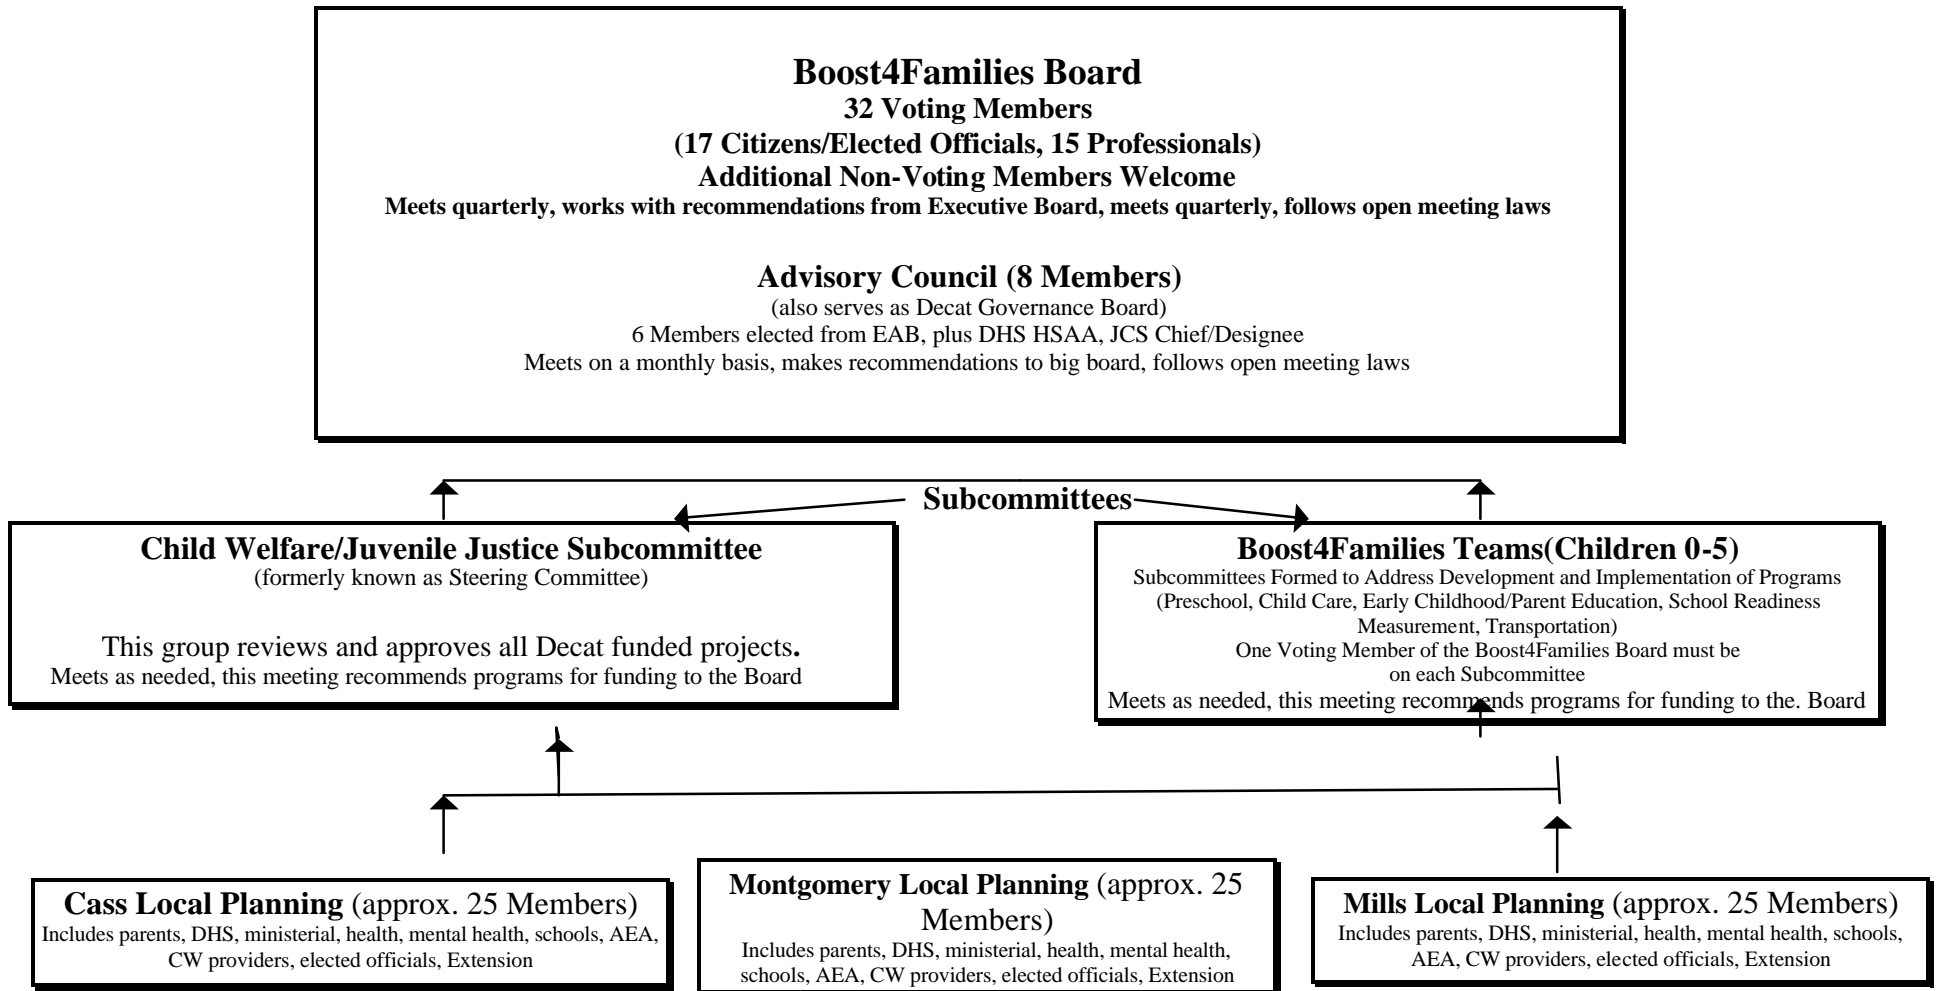 Boost4Families Board
32 Voting Members
(17 Citizens/Elected Officials, 15 Professionals)
Additional Non-Voting Members Welcome
Meets quarterly, works with recommendations from Executive Board, meets quarterly, follows open meeting laws
Advisory Council (8 Members)
(also serves as Decat Governance Board)
6 Members elected from EAB, plus DHS HSAA, JCS Chief/Designee
Meets on a monthly basis, makes recommendations to big board, follows open meeting laws
Subcommittees
Child Welfare/Juvenile Justice Subcommittee
(formerly known as Steering Committee)
This group reviews and approves all Decat funded projects.
Meets as needed, this meeting recommends programs for funding to the Board
Boost4Families Teams(Children 0-5)
Subcommittees Formed to Address Development and Implementation of Programs
(Preschool, Child Care, Early Childhood/Parent Education, School Readiness
Measurement, Transportation)
One Voting Member of the Boost4Families Board must be
on each Subcommittee
Meets as needed, this meeting recommends programs for funding to the. Board
Cass Local Planning (approx. 25 Members)
Includes parents, DHS, ministerial, health, mental health, schools, AEA,
CW providers, elected officials, Extension
Montgomery Local Planning (approx. 25
Members)
Includes parents, DHS, ministerial, health, mental health,
schools, AEA, CW providers, elected officials, Extension
Mills Local Planning (approx. 25 Members)
Includes parents, DHS, ministerial, health, mental health, schools,
AEA, CW providers, elected officials, Extension